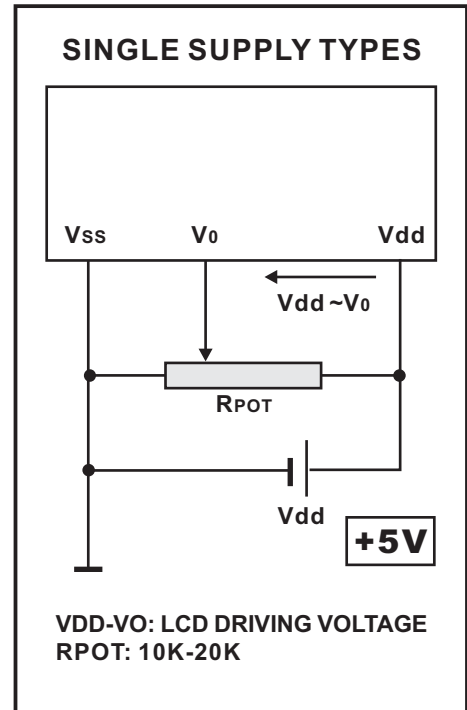 SINGLE SUPPLY TYPES
VSS V0 Vdd
Vdd ~V0
RPOT
Vdd
+5V
VDD-VO: LCD DRIVING VOLTAGE
RPOT: 10K-20K